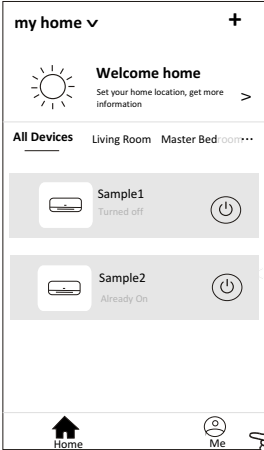 my home
Welcome home
Set your home location, get more
information
All Devices Living Room Master Bedroom
Sample1
Turned off
Sample2
Already On
Home Me